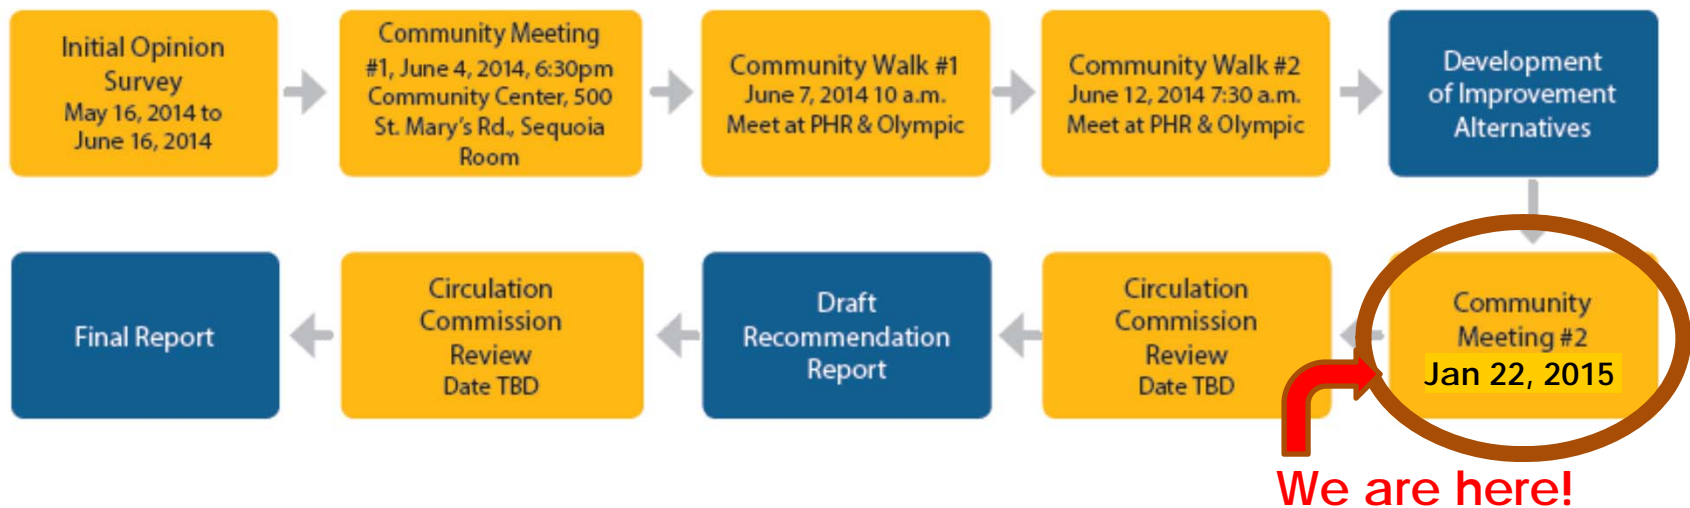 Initial Opinion
Survey
May 16, 2014 to
June 16, 2014
Community Meeting
#1, June 4, 2014, 6:30pm
Community Center, 500
St. Mary's Rd., Sequoia
Room
Community Walk #1
June 7, 2014 10 a.m.
Meet at PHR & Olympic
Community Walk #2
June 12, 2014 7:30 a.m.
Meet at PHR & Olympic
Development
of Improvement
Alternatives
Community
Meeting #2
Jan 22, 2015
Circulation
Commission
Review
Date TBD
Draft
Recommendation
Report
Circulation
Commission
Review
Date TBD
Final Report
We are here!